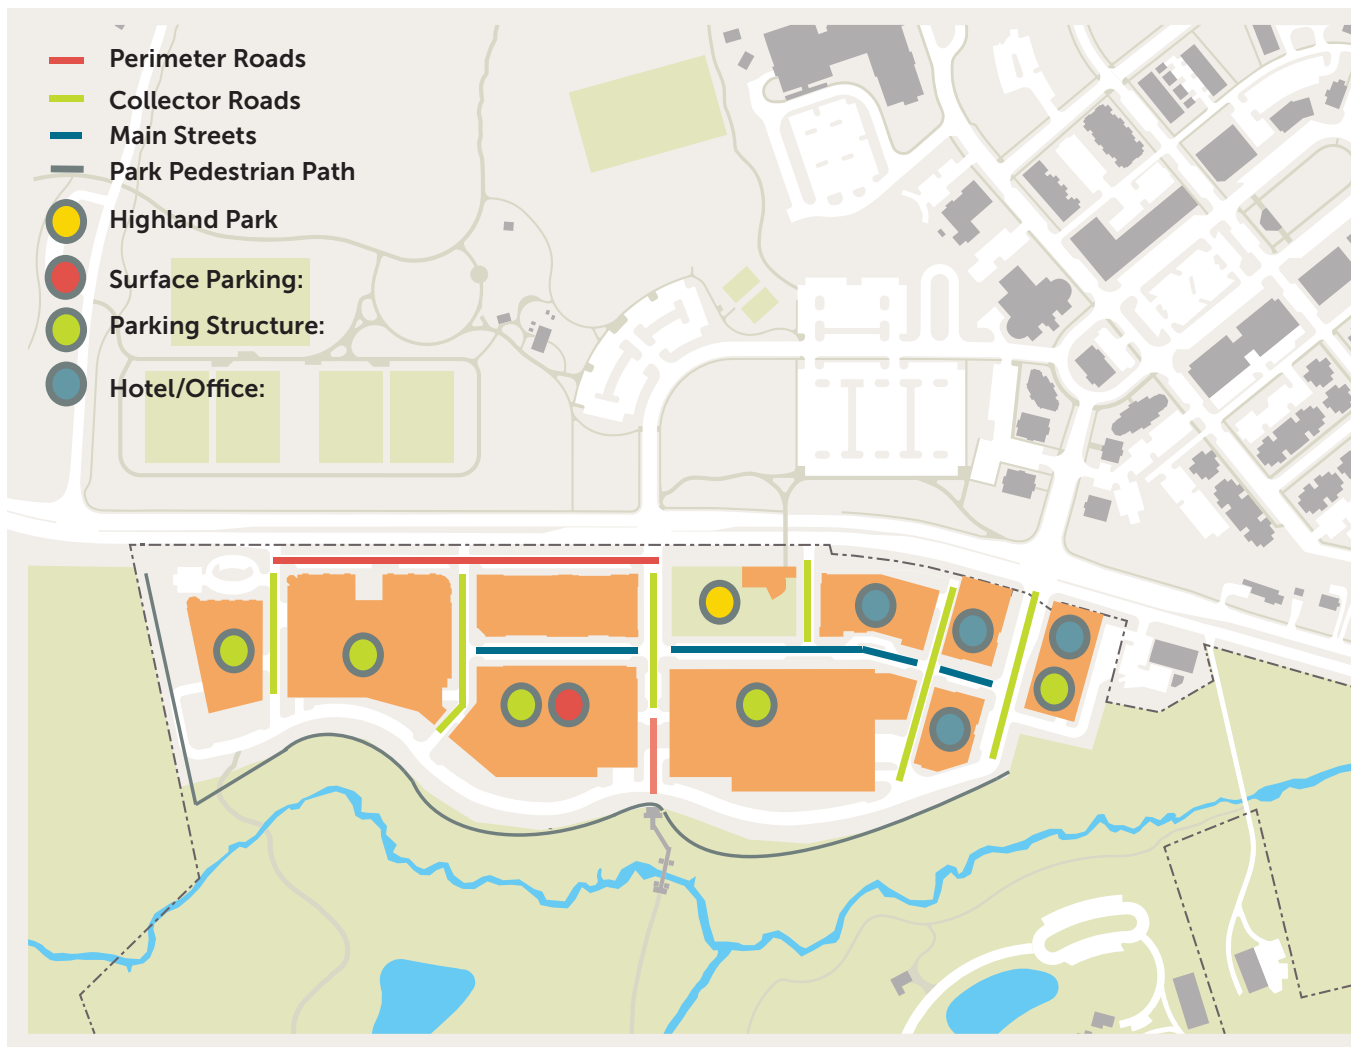 Perimeter Roads
Collector Roads
Main Streets
Park Pedestrian Path
Highland Park
Surface Parking:
Parking Structure:
Hotel/Office: